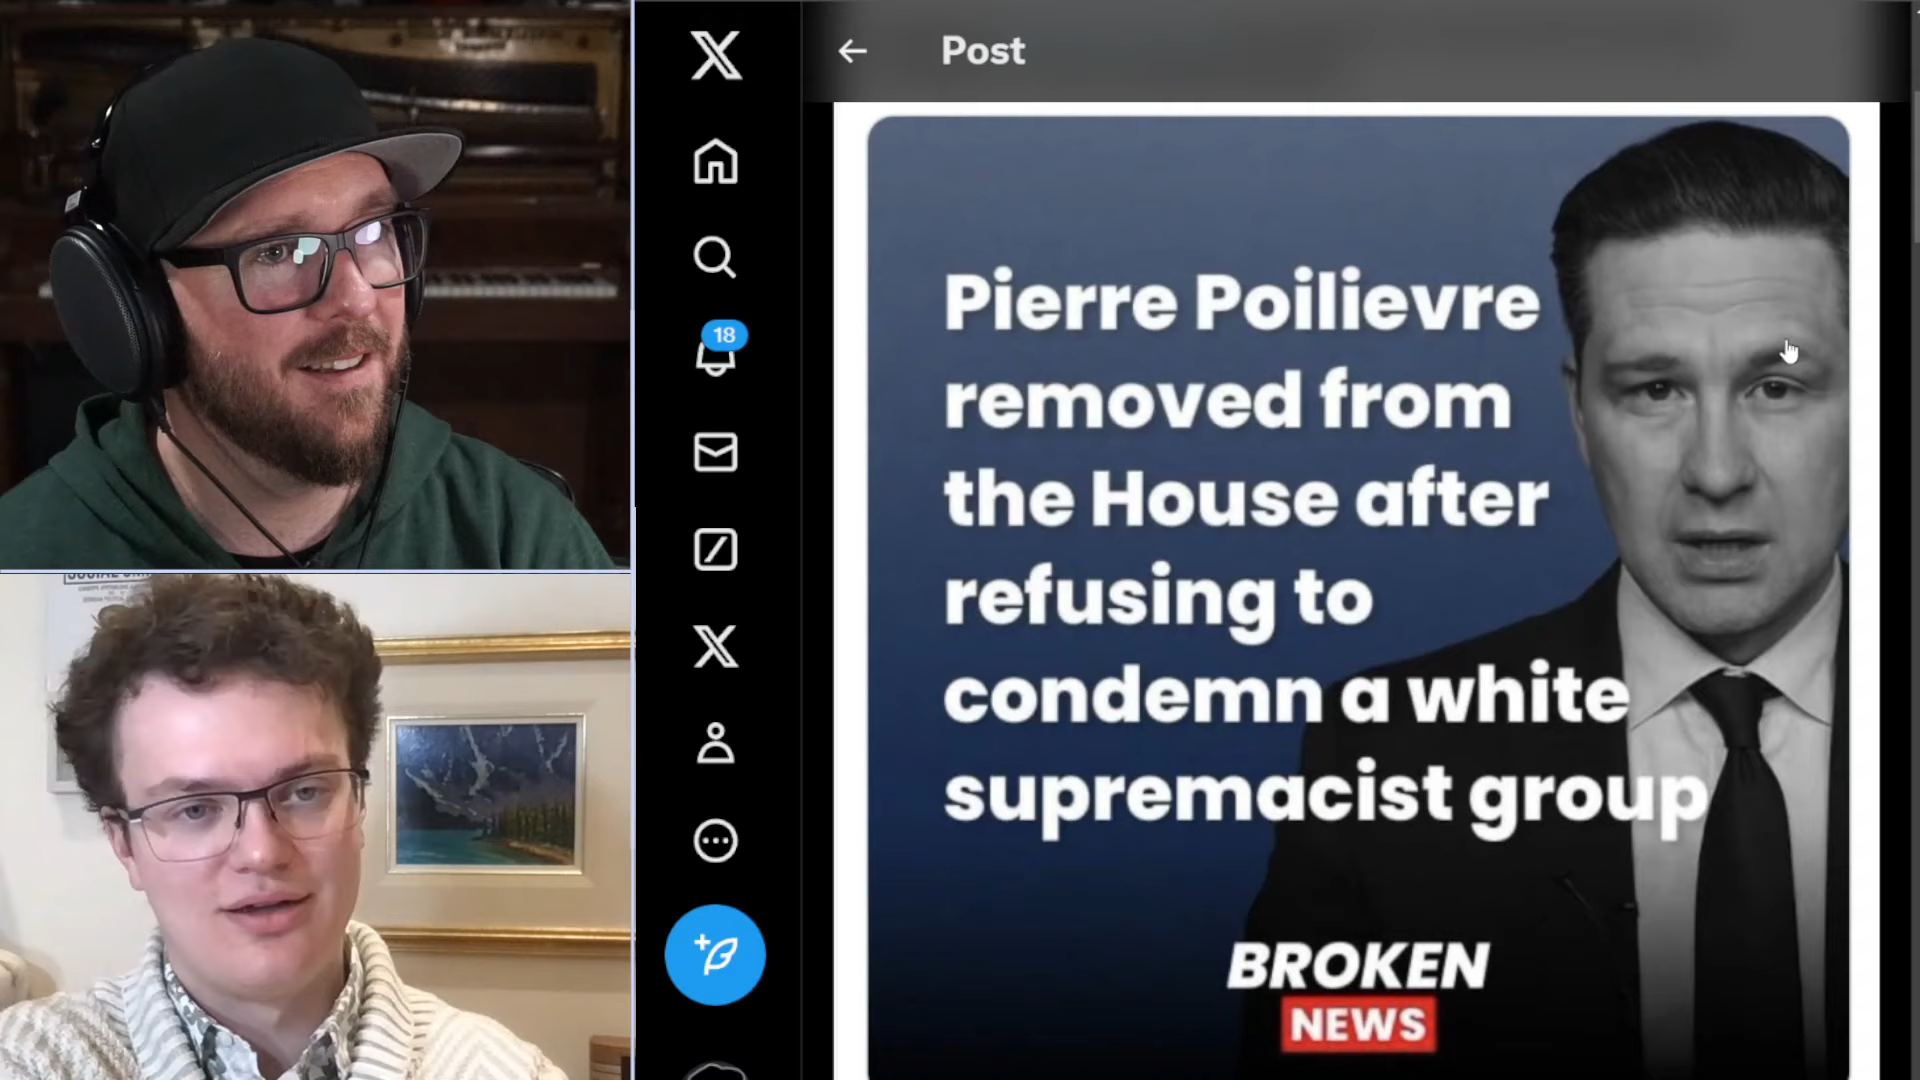 Post
18
Pierre Poilievre
removed from
the House after
refusing to
condemn a white
supremacist group
BROKEN
NEWS